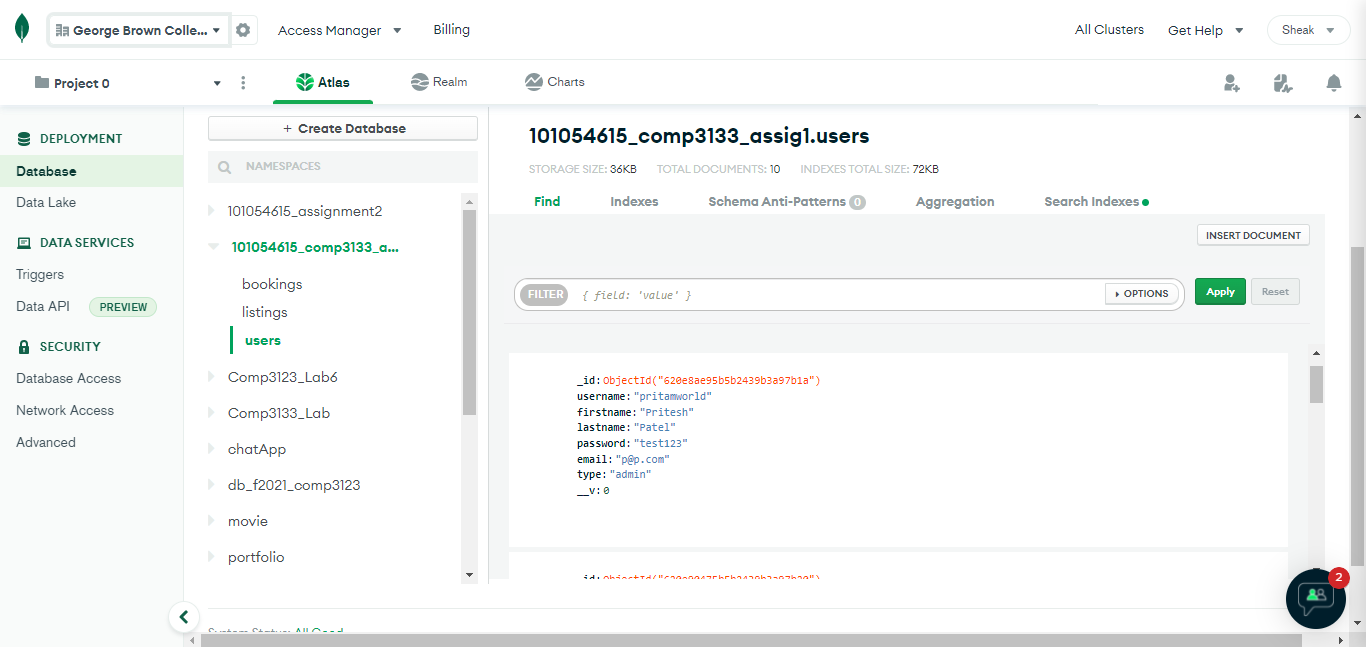 George Brown Colle...
Access Manager
Billing
All Clusters
Get Help
Sheak
Project 0
Atlas
Realm
Charts
DEPLOYMENT
Database
Data Lake
DATA SERVICES
Triggers
Data API PREVIEW
SECURITY
Database Access
Network Access
Advanced
+ Create Database
NAMESPACES
101054615_assignment2
101054615_comp3133_a...
bookings
listings
users
Comp3123_Lab6
Comp3133_Lab
chatApp
db_f2021_comp3123
movie
portfolio
101054615_comp3133_assig1.users
STORAGE SIZE: 36KB TOTAL DOCUMENTS: 10 INDEXES TOTAL SIZE: 72KB
Find Indexes Schema Anti-Patterns 0 Aggregation Search Indexes
INSERT DOCUMENT
FILTER { field: 'value' } OPTIONS Apply Reset
_id: ObjectId("620e8ae95b5b2439b3a97b1a")
username: "pritamworld"
firstname: "Pritesh"
lastname: "Patel"
password: "test123"
email: "p@p.com"
type: "admin"
__v: 0
2
System Status: All Good